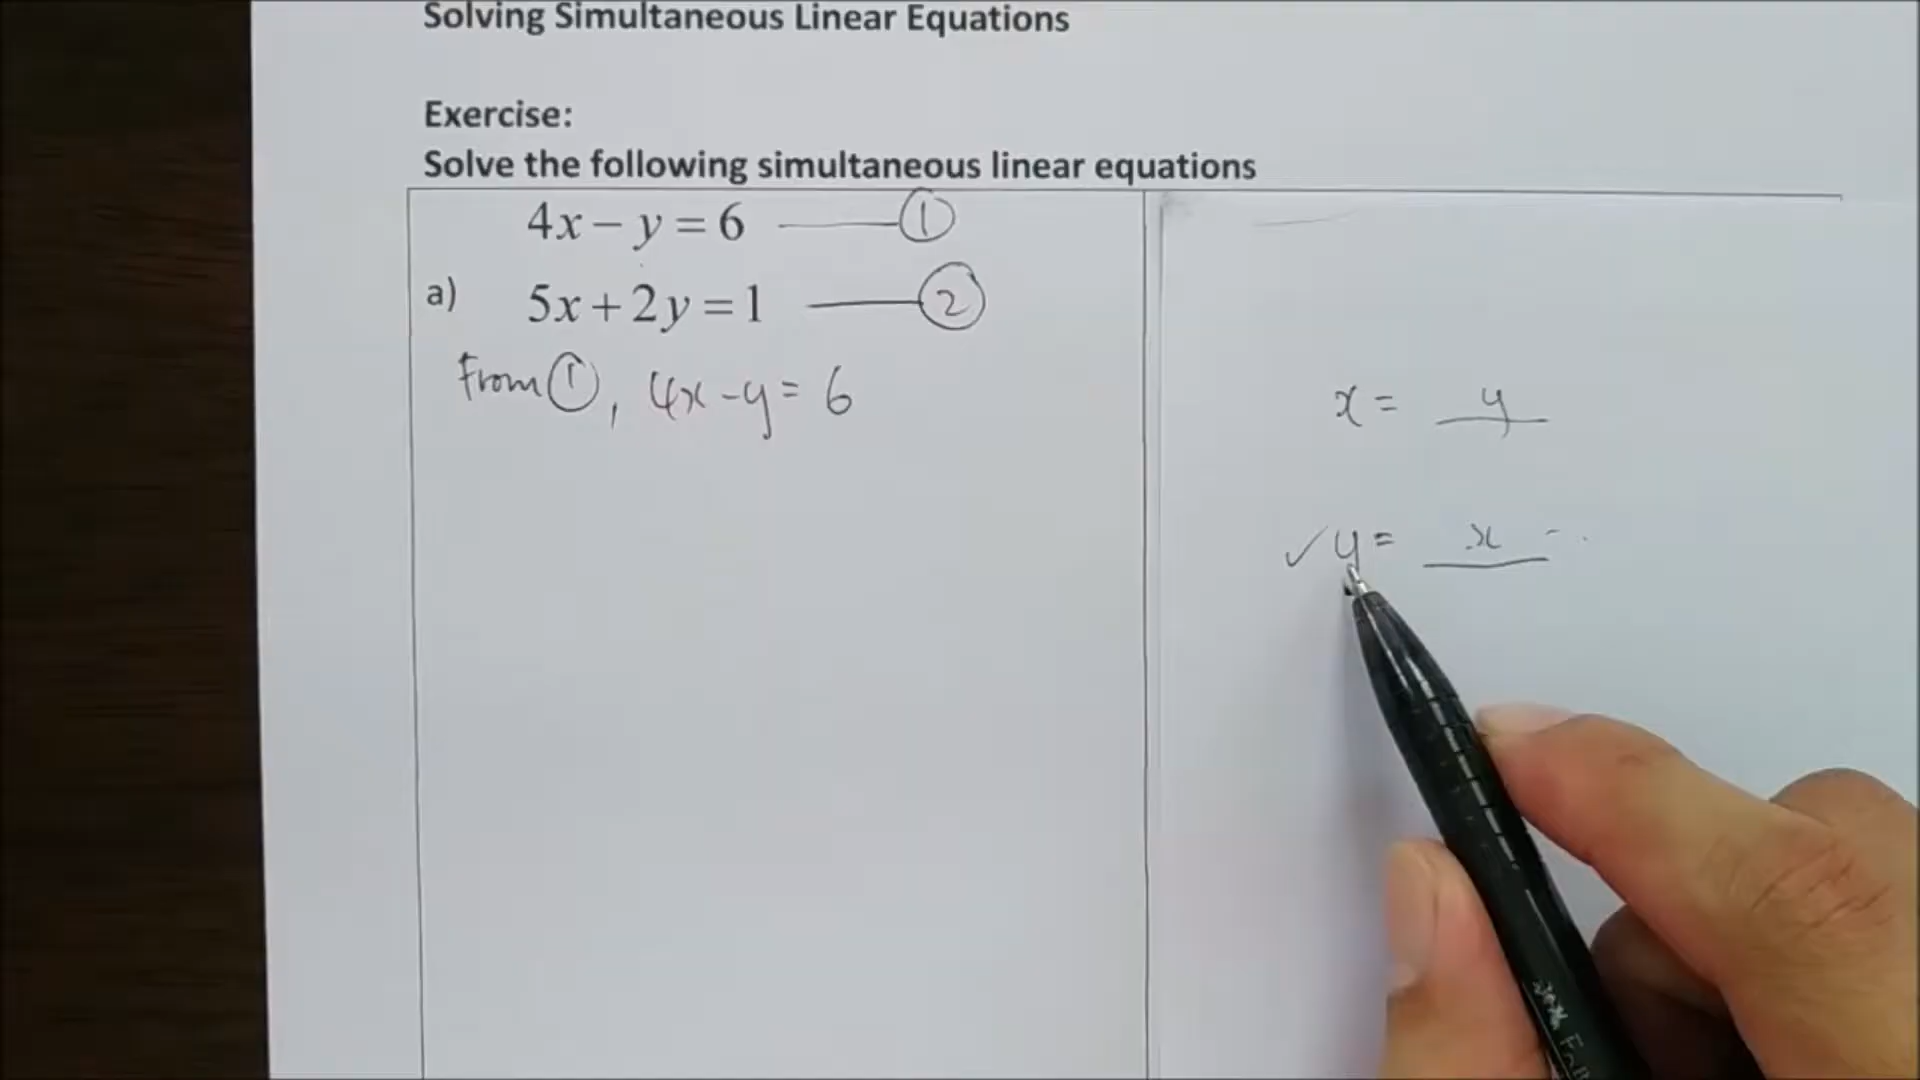 Solving Simultaneous Linear Equations
Exercise:
Solve the following simultaneous linear equations
4x − y = 6 ——— ①
a) 5x + 2y = 1 ——— ②
From ①, 4x − y = 6
x = y
✓ y = x